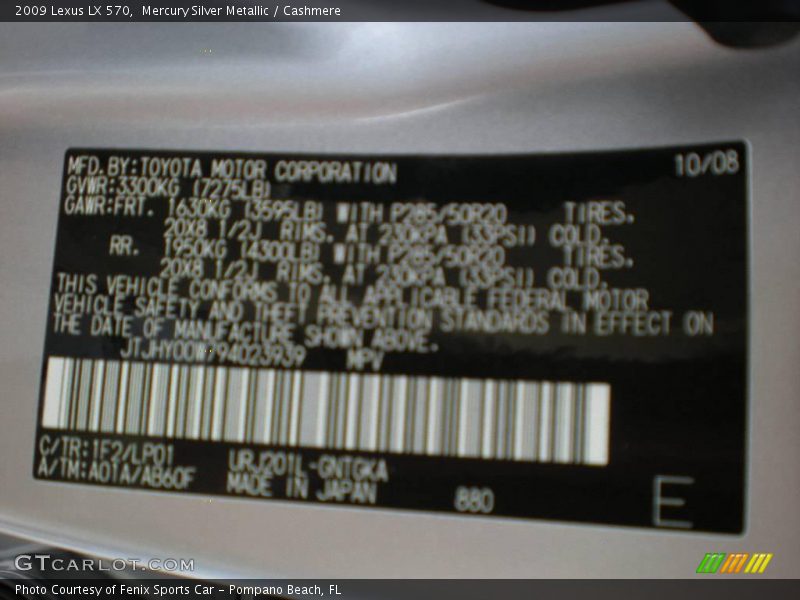 2009 Lexus LX 570,  Mercury Silver Metallic / Cashmere
MFD.BY:TOYOTA MOTOR CORPORATION 10/08
GVWR:3300KG (7275LB)
GAWR:FRT. 1630KG (3595LB) WITH P285/50R20 TIRES.
20X8 1/2J RIMS. AT 230KPA (33PSI) COLD.
RR. 1950KG (4300LB) WITH P285/50R20 TIRES.
20X8 1/2J RIMS. AT 230KPA (33PSI) COLD.
THIS VEHICLE CONFORMS TO ALL APPLICABLE FEDERAL MOTOR
VEHICLE SAFETY AND THEFT PREVENTION STANDARDS IN EFFECT ON
THE DATE OF MANUFACTURE SHOWN ABOVE.
MPV
C/TR:1F2/LP01 URJ201L-GNTGKA
A/TM:A01A/AB60F MADE IN JAPAN 880 E
GTCARLOT.COM
Photo Courtesy of Fenix Sports Car - Pompano Beach, FL